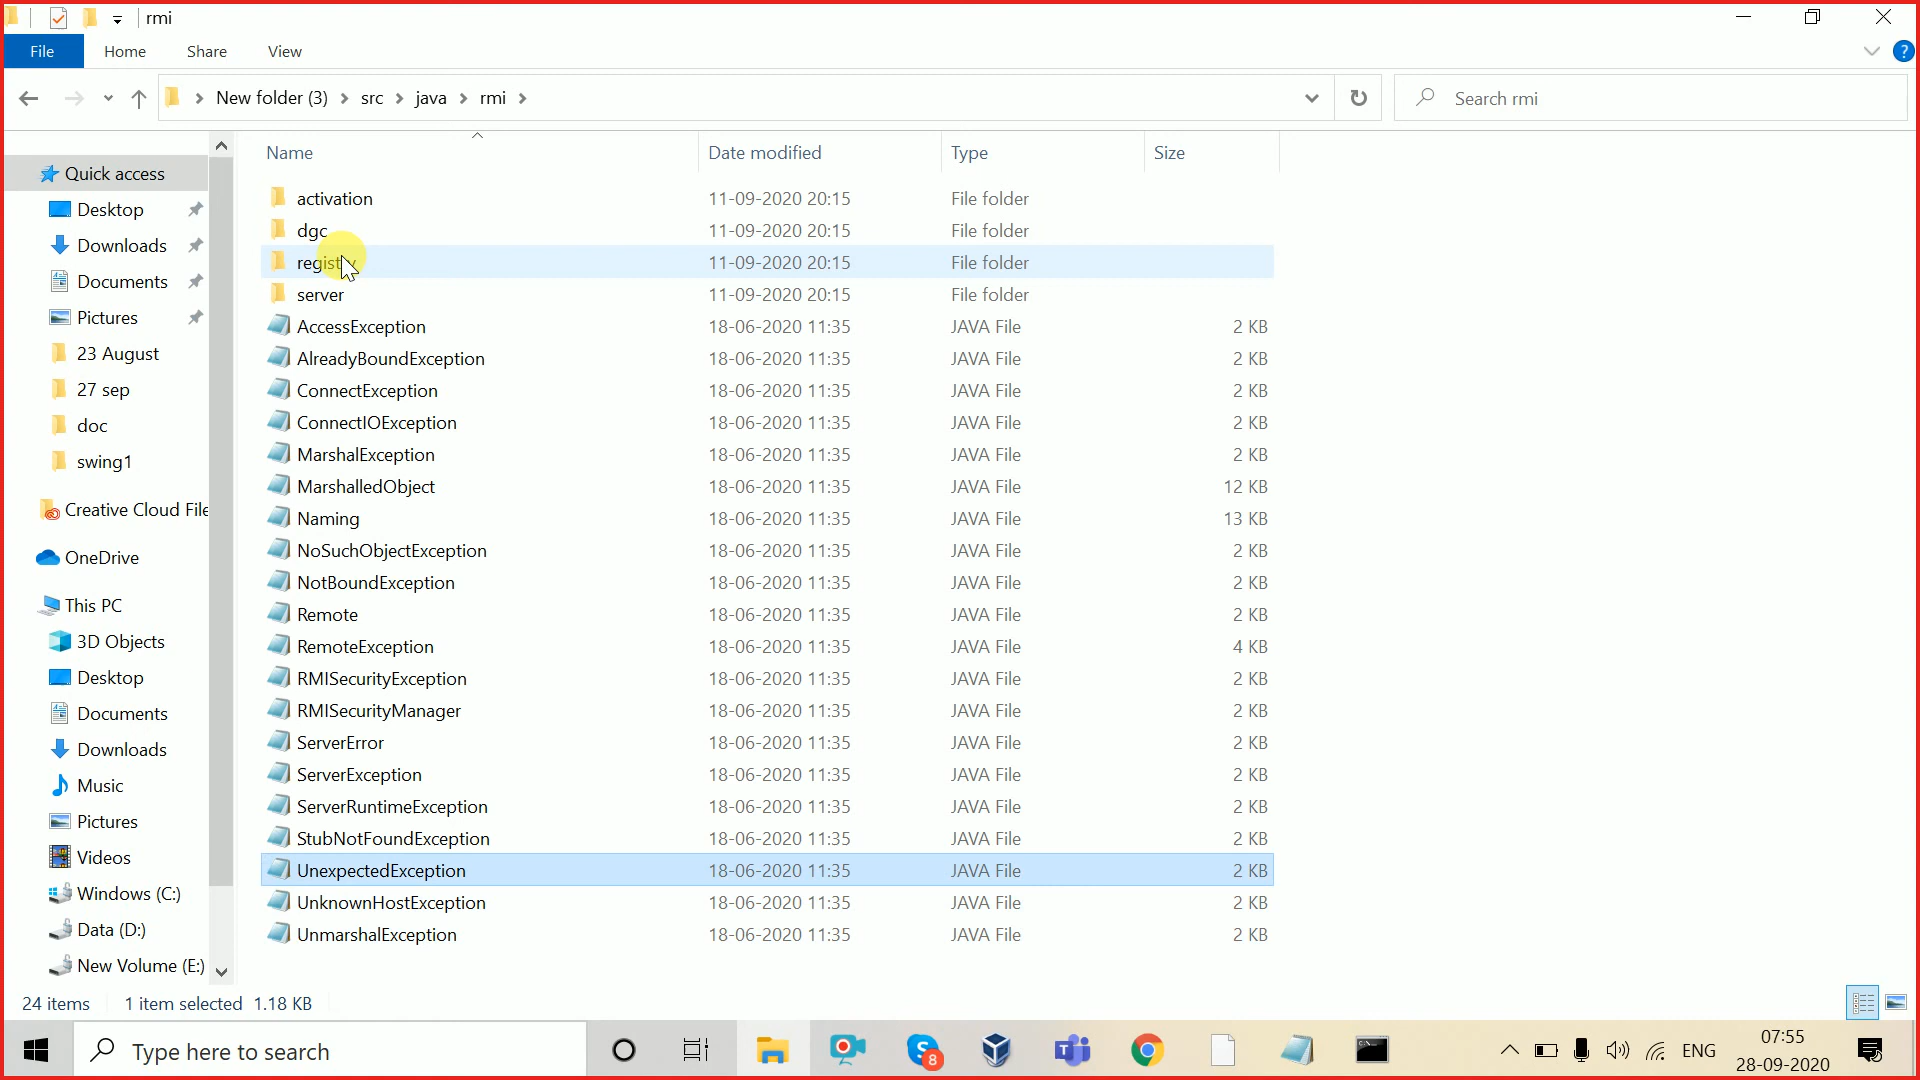 rmi
File Home Share View
New folder (3) src java rmi
Search rmi
Name Date modified Type Size
Quick access
Desktop
Downloads
Documents
Pictures
23 August
27 sep
doc
swing1
Creative Cloud File
OneDrive
This PC
3D Objects
Desktop
Documents
Downloads
Music
Pictures
Videos
Windows (C:)
Data (D:)
New Volume (E:)
activation 11-09-2020 20:15 File folder
dgc 11-09-2020 20:15 File folder
registry 11-09-2020 20:15 File folder
server 11-09-2020 20:15 File folder
AccessException 18-06-2020 11:35 JAVA File 2 KB
AlreadyBoundException 18-06-2020 11:35 JAVA File 2 KB
ConnectException 18-06-2020 11:35 JAVA File 2 KB
ConnectIOException 18-06-2020 11:35 JAVA File 2 KB
MarshalException 18-06-2020 11:35 JAVA File 2 KB
MarshalledObject 18-06-2020 11:35 JAVA File 12 KB
Naming 18-06-2020 11:35 JAVA File 13 KB
NoSuchObjectException 18-06-2020 11:35 JAVA File 2 KB
NotBoundException 18-06-2020 11:35 JAVA File 2 KB
Remote 18-06-2020 11:35 JAVA File 2 KB
RemoteException 18-06-2020 11:35 JAVA File 4 KB
RMISecurityException 18-06-2020 11:35 JAVA File 2 KB
RMISecurityManager 18-06-2020 11:35 JAVA File 2 KB
ServerError 18-06-2020 11:35 JAVA File 2 KB
ServerException 18-06-2020 11:35 JAVA File 2 KB
ServerRuntimeException 18-06-2020 11:35 JAVA File 2 KB
StubNotFoundException 18-06-2020 11:35 JAVA File 2 KB
UnexpectedException 18-06-2020 11:35 JAVA File 2 KB
UnknownHostException 18-06-2020 11:35 JAVA File 2 KB
UnmarshalException 18-06-2020 11:35 JAVA File 2 KB
24 items 1 item selected 1.18 KB
Type here to search
8
ENG
07:55
28-09-2020